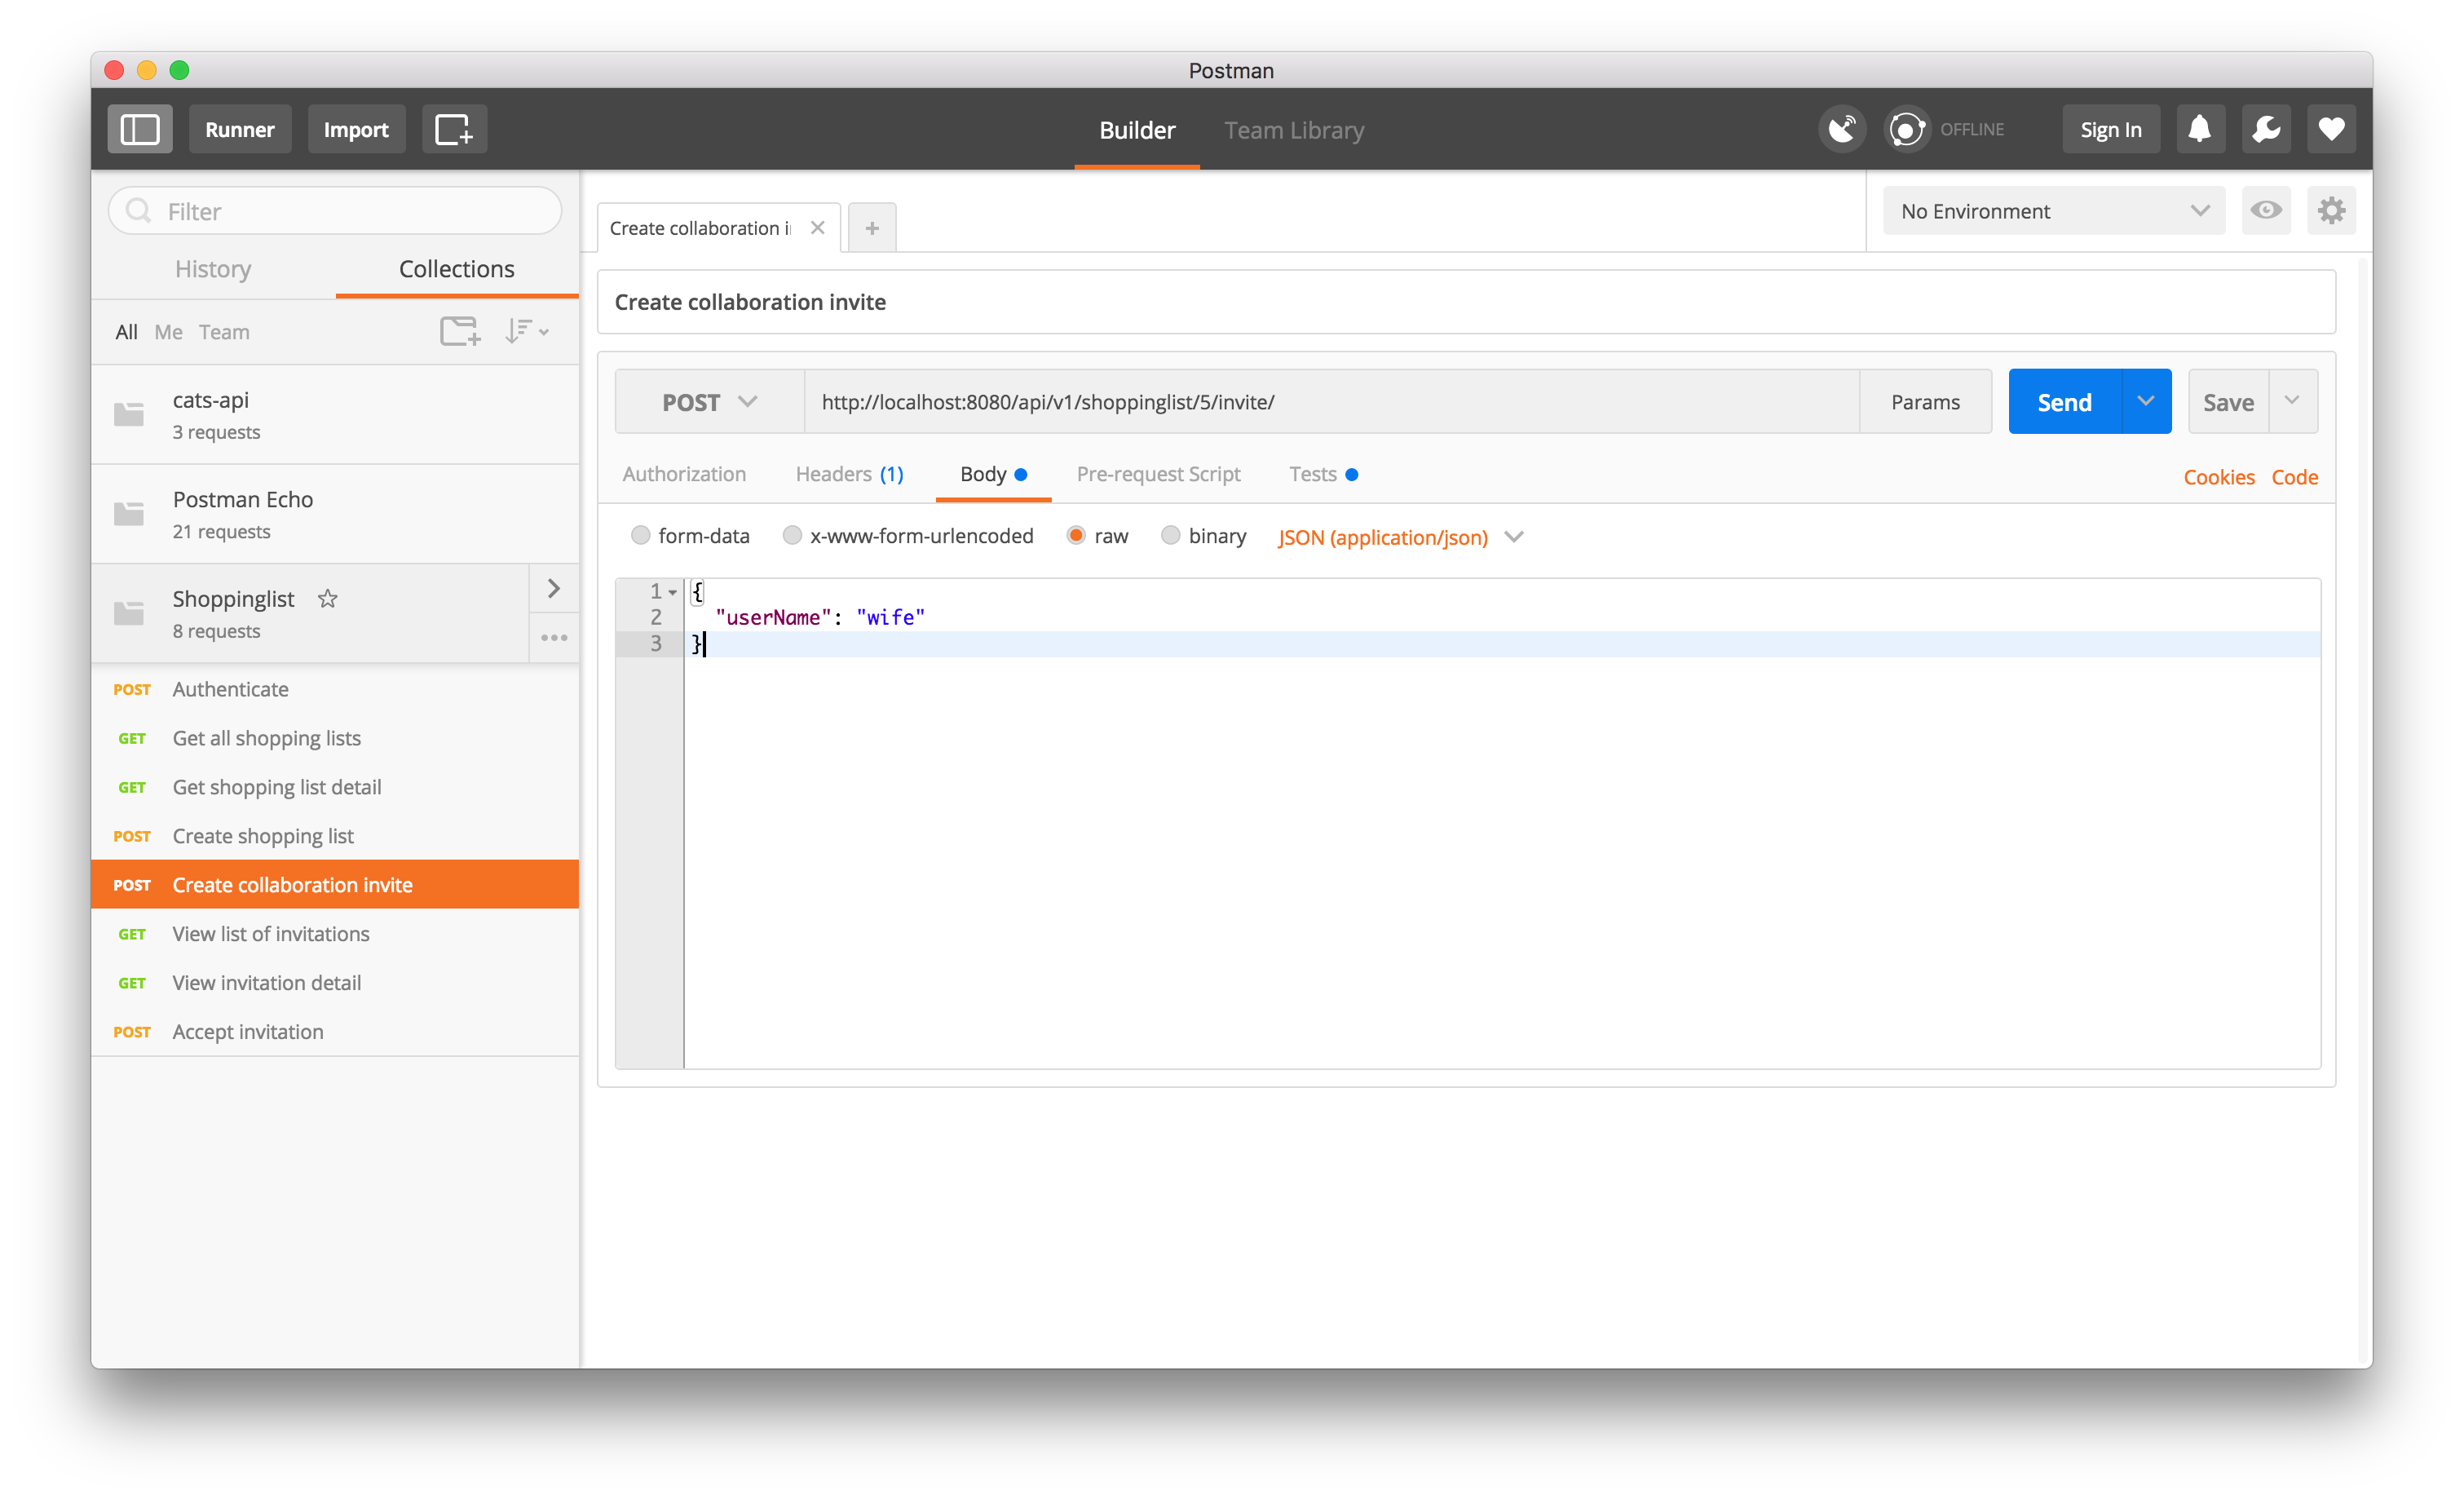 Postman
Runner
Import
Builder
Team Library
OFFLINE
Sign In
Filter
History
Collections
All Me Team
cats-api
3 requests
Postman Echo
21 requests
Shoppinglist
8 requests
POST Authenticate
GET Get all shopping lists
GET Get shopping list detail
POST Create shopping list
POST Create collaboration invite
GET View list of invitations
GET View invitation detail
POST Accept invitation
Create collaboration i
No Environment
Create collaboration invite
POST
http://localhost:8080/api/v1/shoppinglist/5/invite/
Params
Send
Save
Authorization
Headers (1)
Body
Pre-request Script
Tests
Cookies
Code
form-data
x-www-form-urlencoded
raw
binary
JSON (application/json)
1 {
2 "userName": "wife"
3 }